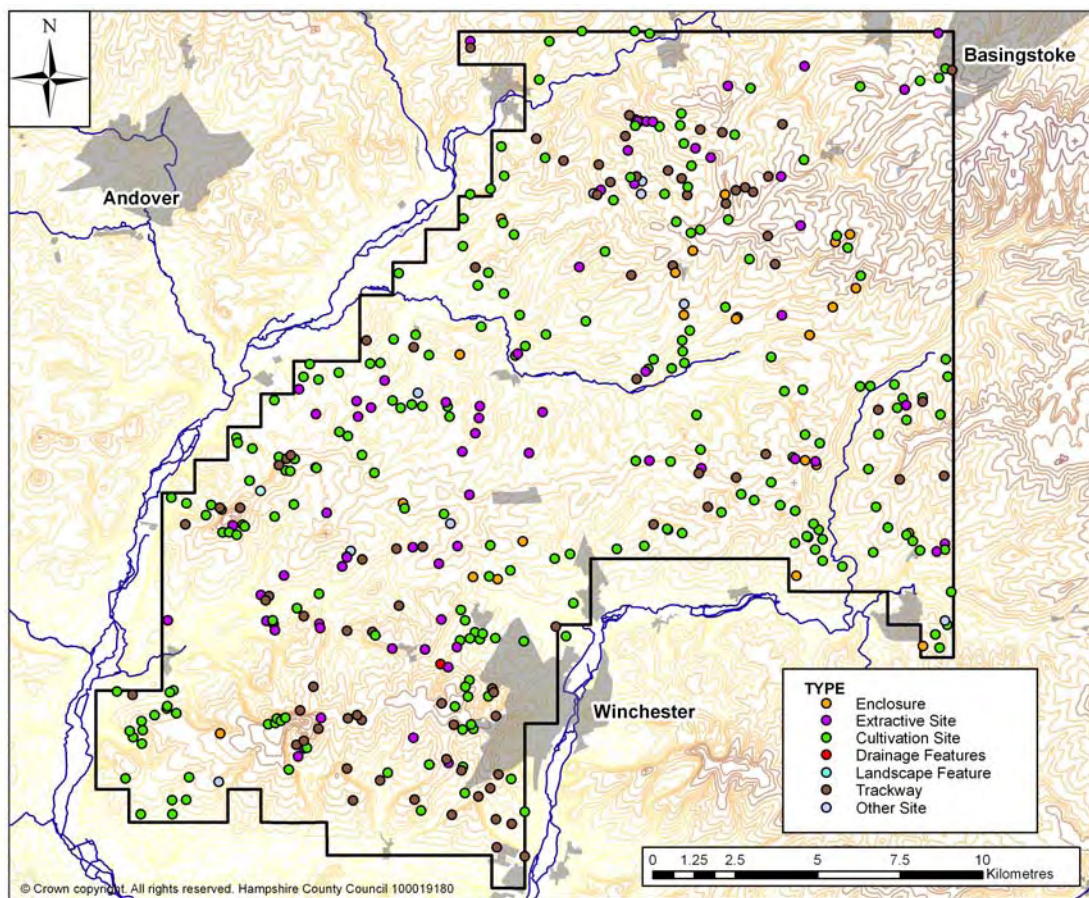 N
Basingstoke
Andover
Winchester
TYPE
Enclosure
Extractive Site
Cultivation Site
Drainage Features
Landscape Feature
Trackway
Other Site
0 1.25 2.5 5 7.5 10
Kilometres
© Crown copyright. All rights reserved. Hampshire County Council 100019180